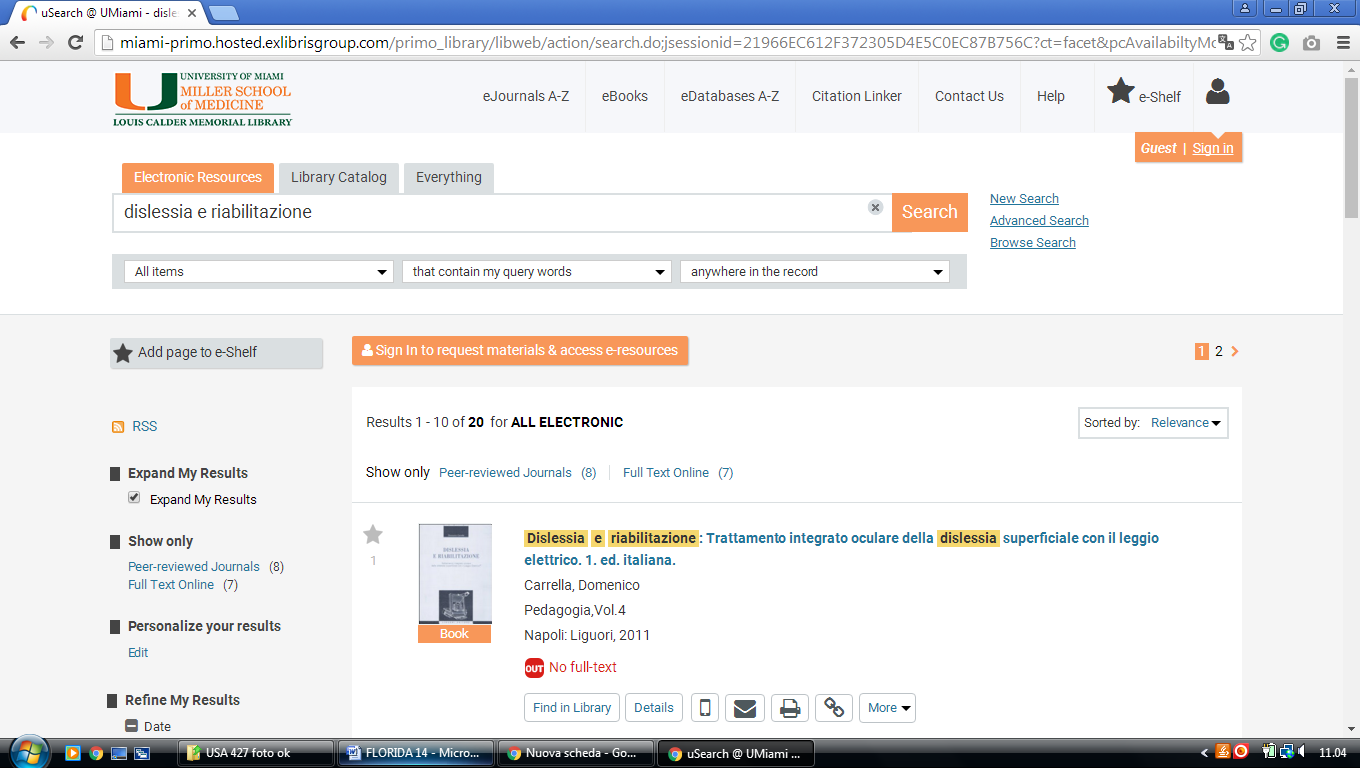 uSearch @ UMiami - disle
miami-primo.hosted.exlibrisgroup.com/primo_library/libweb/action/search.do;jsessionid=21966EC612F372305D4E5C0EC87B756C?ct=facet&pcAvailabiltyMo
UNIVERSITY OF MIAMI
MILLER SCHOOL
of MEDICINE
LOUIS CALDER MEMORIAL LIBRARY
eJournals A-Z
eBooks
eDatabases A-Z
Citation Linker
Contact Us
Help
e-Shelf
Guest | Sign in
Electronic Resources
Library Catalog
Everything
dislessia e riabilitazione
Search
New Search
Advanced Search
Browse Search
All items
that contain my query words
anywhere in the record
Add page to e-Shelf
Sign In to request materials & access e-resources
1 2
RSS
Expand My Results
Expand My Results
Show only
Peer-reviewed Journals (8)
Full Text Online (7)
Personalize your results
Edit
Refine My Results
Date
Results 1 - 10 of 20 for ALL ELECTRONIC
Sorted by: Relevance
Show only Peer-reviewed Journals (8) Full Text Online (7)
1
DISLESSIA
E RIABILITAZIONE
Book
Dislessia e riabilitazione: Trattamento integrato oculare della dislessia superficiale con il leggio
elettrico. 1. ed. italiana.
Carrella, Domenico
Pedagogia,Vol.4
Napoli: Liguori, 2011
OUT No full-text
Find in Library
Details
More
USA 427 foto ok
FLORIDA 14 - Micro...
Nuova scheda - Go...
uSearch @ UMiami ...
11.04